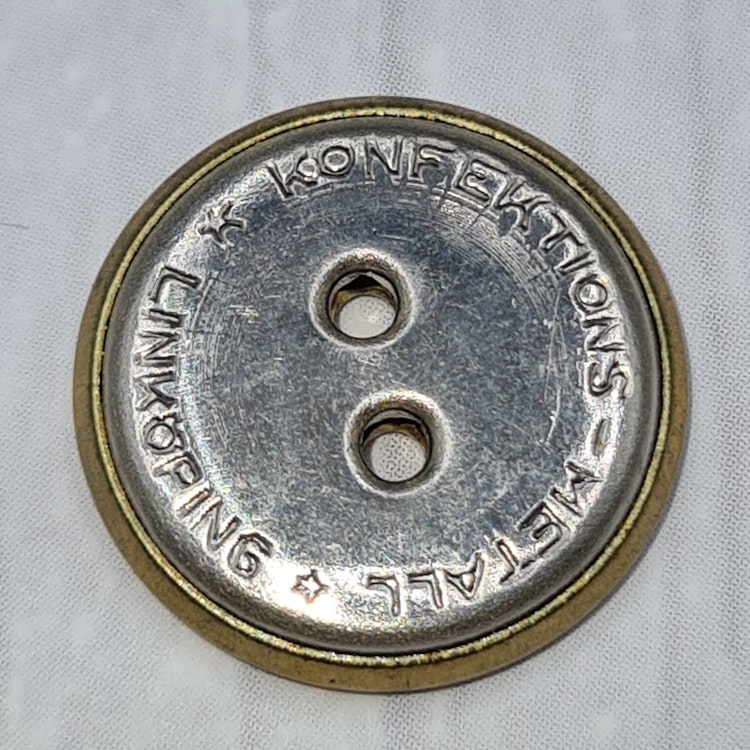 ★ KONFEKTIONS-METALL ☆
LINKÖPING